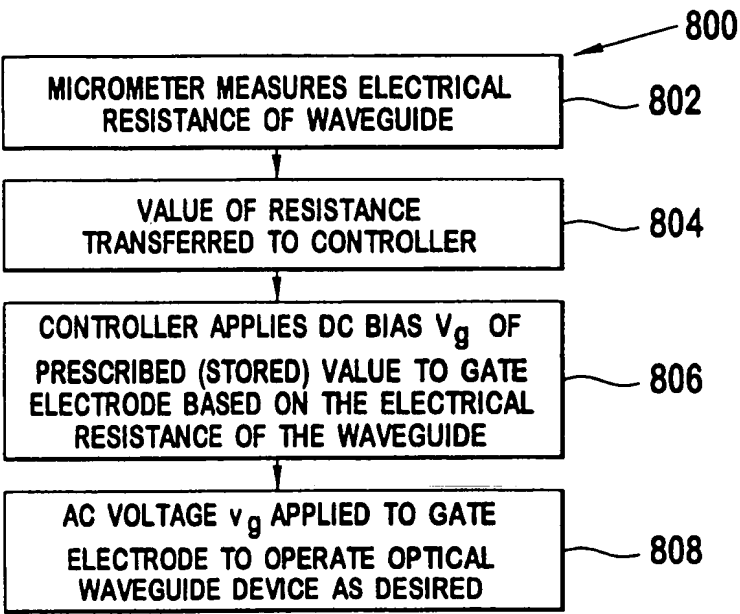 800
MICROMETER MEASURES ELECTRICAL
RESISTANCE OF WAVEGUIDE
802
VALUE OF RESISTANCE
TRANSFERRED TO CONTROLLER
804
CONTROLLER APPLIES DC BIAS Vg OF
PRESCRIBED (STORED) VALUE TO GATE
ELECTRODE BASED ON THE ELECTRICAL
RESISTANCE OF THE WAVEGUIDE
806
AC VOLTAGE vg APPLIED TO GATE
ELECTRODE TO OPERATE OPTICAL
WAVEGUIDE DEVICE AS DESIRED
808